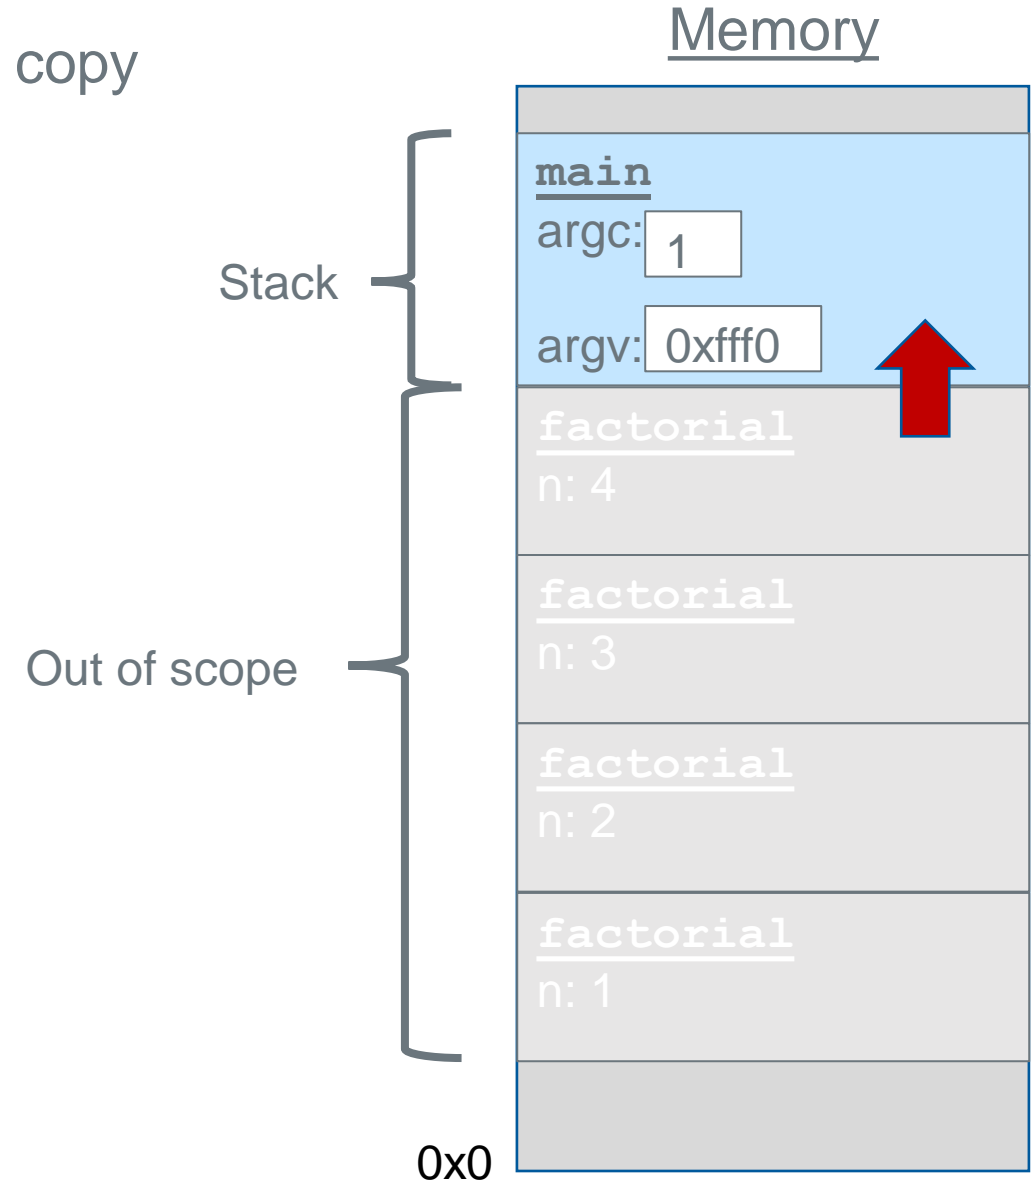 copy
Memory
main
argc: 1
Stack
argv: 0xfff0
factorial
n: 4
factorial
n: 3
Out of scope
factorial
n: 2
factorial
n: 1
0x0